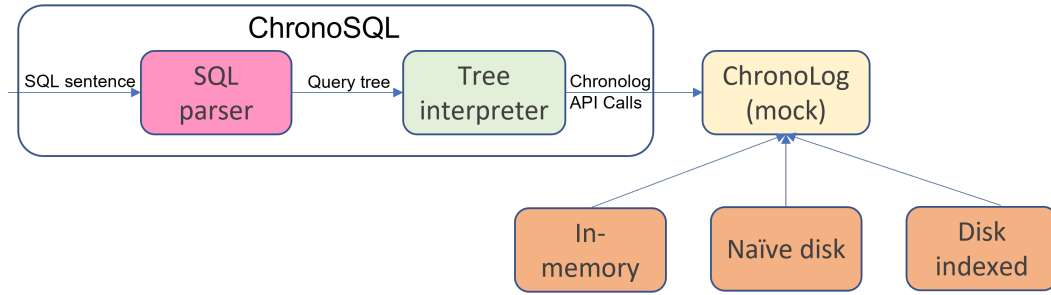 ChronoSQL
SQL sentence
SQL
parser
Query tree
Tree
interpreter
Chronolog
API Calls
ChronoLog
(mock)
In-
memory
Naïve disk
Disk
indexed